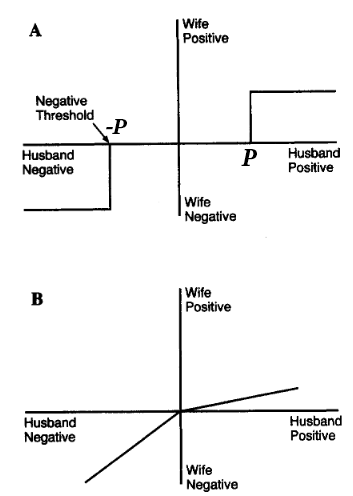 A
Wife
Positive
Negative
Threshold
-P
Husband
Negative
P
Husband
Positive
Wife
Negative
B
Wife
Positive
Husband
Negative
Husband
Positive
Wife
Negative